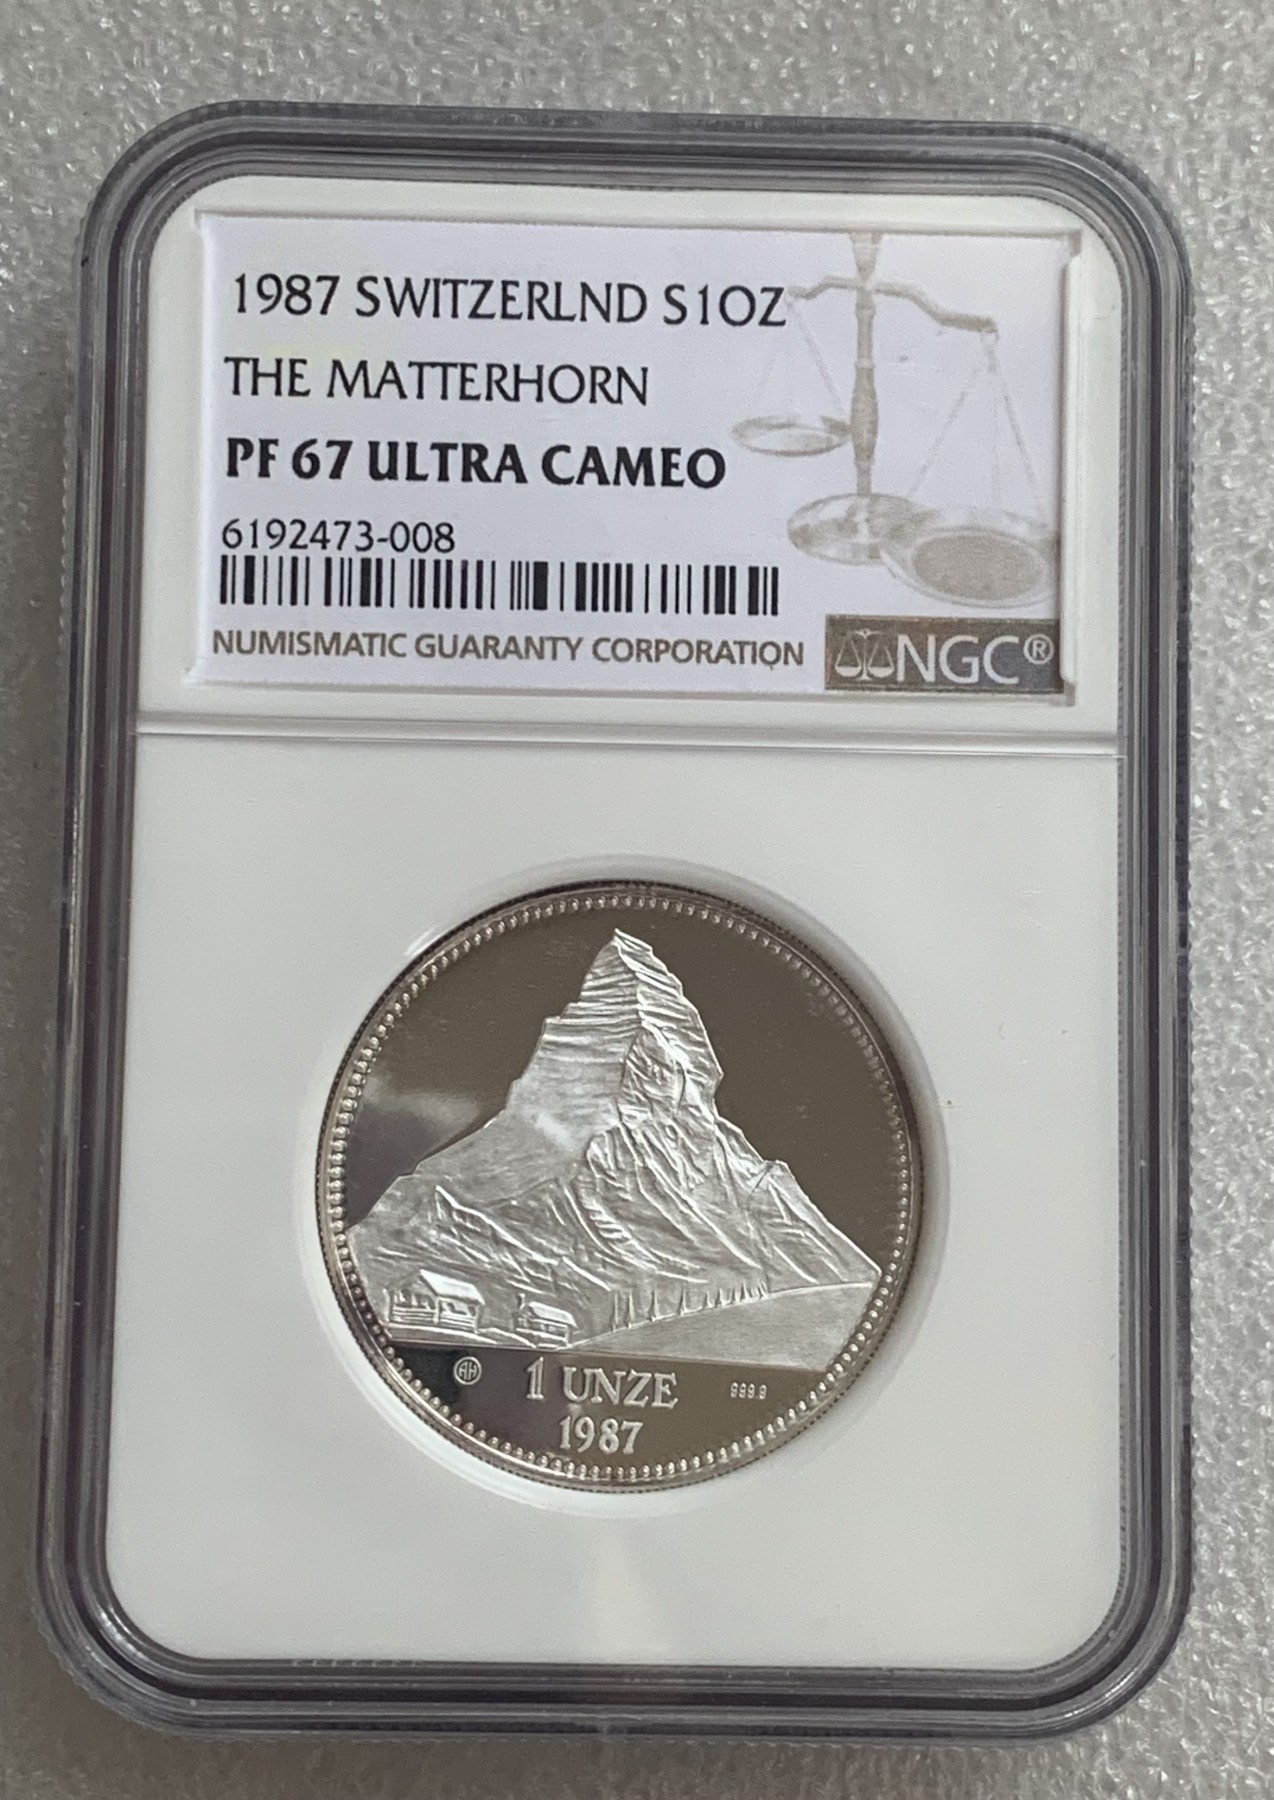 1987 SWITZERLND S1OZ
THE MATTERHORN
PF 67 ULTRA CAMEO
6192473-008
NUMISMATIC GUARANTY CORPORATION NGC®
AH 1 UNZE 999.9
1987